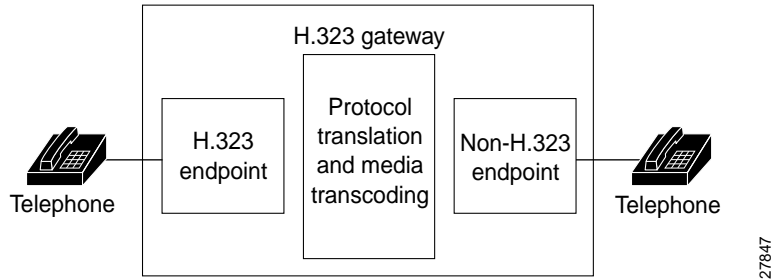 H.323 gateway
Telephone
H.323
endpoint
Protocol
translation
and media
transcoding
Non-H.323
endpoint
Telephone
27847